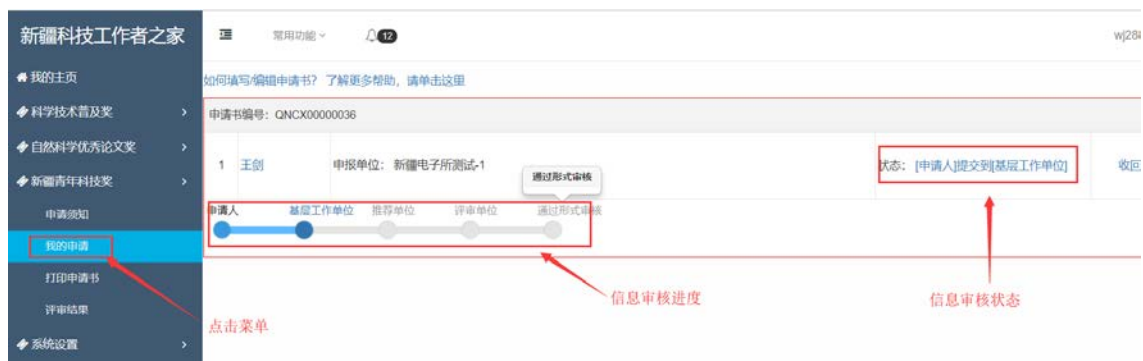 新疆科技工作者之家
常用功能
12
wj28
我的主页
如何填写/编辑申请书？ 了解更多帮助，请单击这里
科学技术普及奖
申请书编号：QNCX00000036
自然科学优秀论文奖
1 王剑 申报单位： 新疆电子所测试-1 状态： [申请人]提交到[基层工作单位] 收回
新疆青年科技奖
通过形式审核
申请须知
申请人 基层工作单位 推荐单位 评审单位 通过形式审核
我的申请
打印申请书
信息审核进度
信息审核状态
评审结果
点击菜单
系统设置